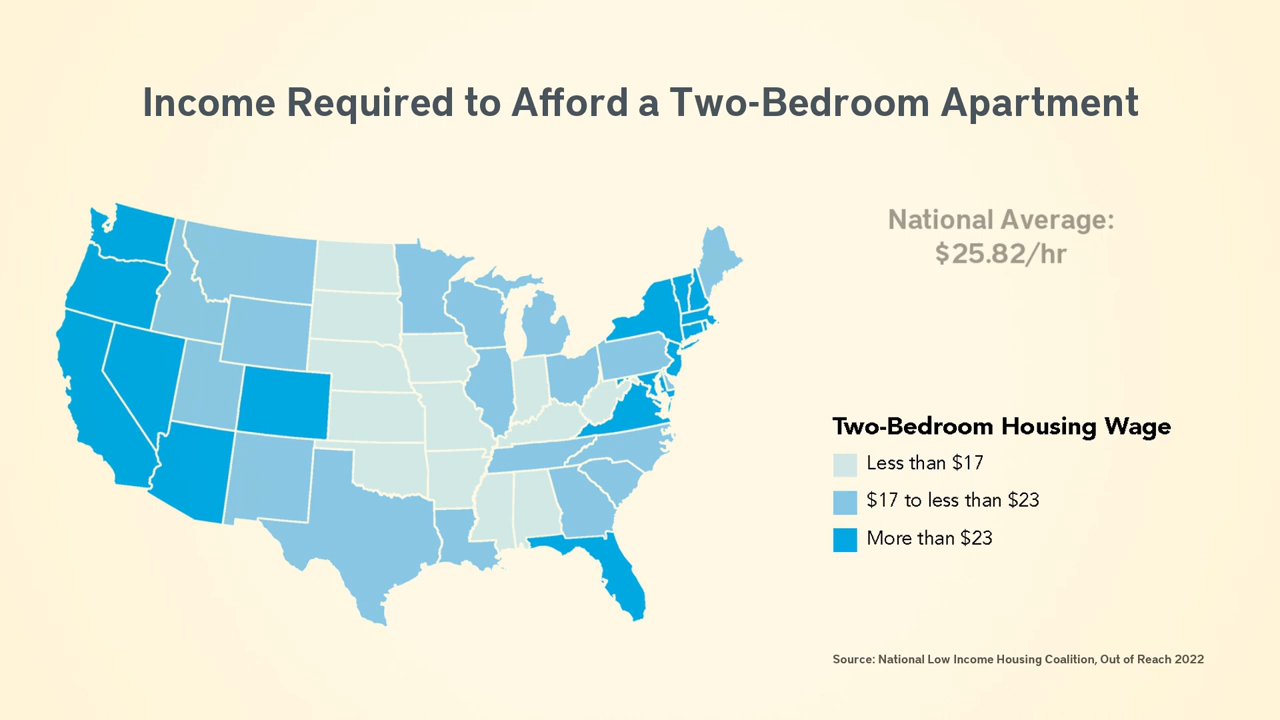 Income Required to Afford a Two-Bedroom Apartment
National Average:
$25.82/hr
Two-Bedroom Housing Wage
Less than $17
$17 to less than $23
More than $23
Source: National Low Income Housing Coalition, Out of Reach 2022